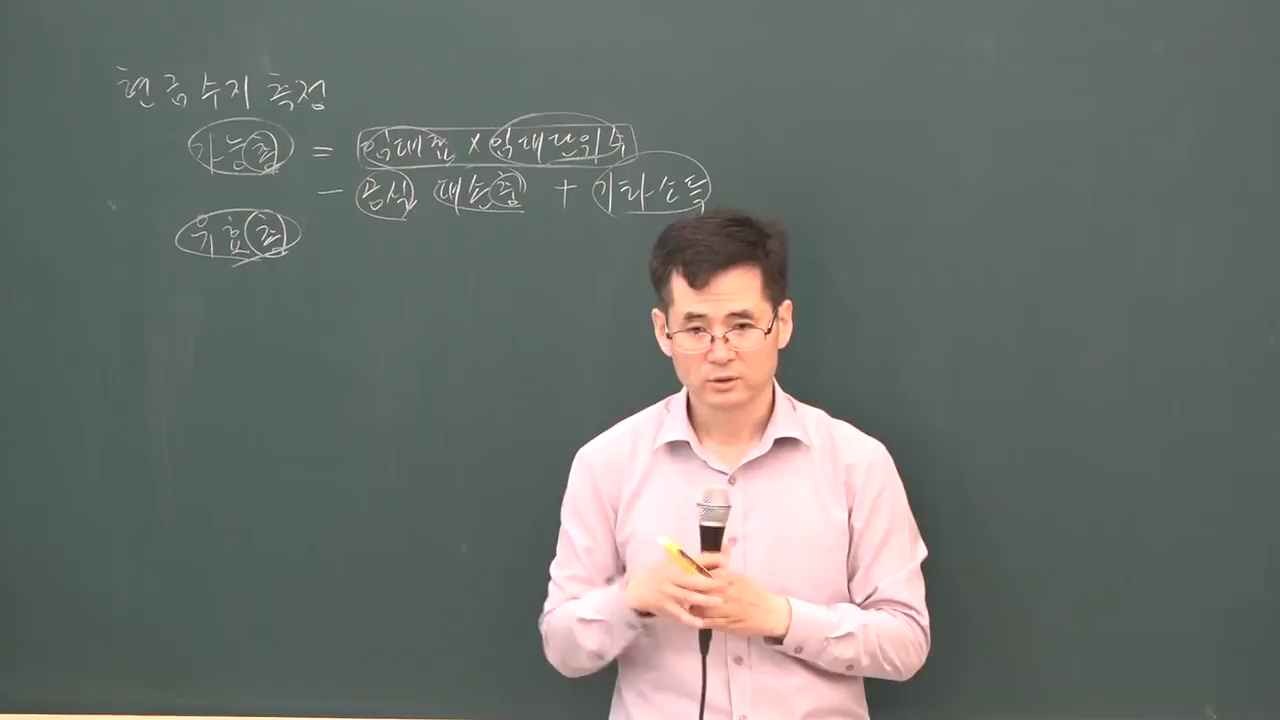 현금수지 측정
가능총 = 임대료 × 임대단위수
- 공실 대손충 + 기타소득
유효총